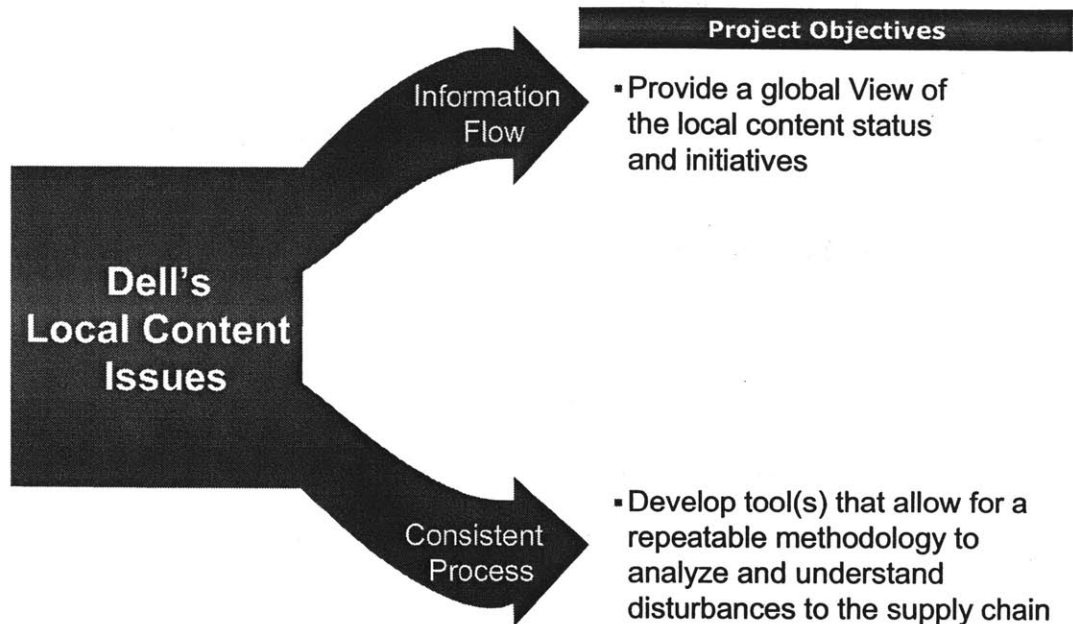 Project Objectives
Information
Flow
▪ Provide a global View of
the local content status
and initiatives
Dell's
Local Content
Issues
Consistent
Process
▪ Develop tool(s) that allow for a
repeatable methodology to
analyze and understand
disturbances to the supply chain